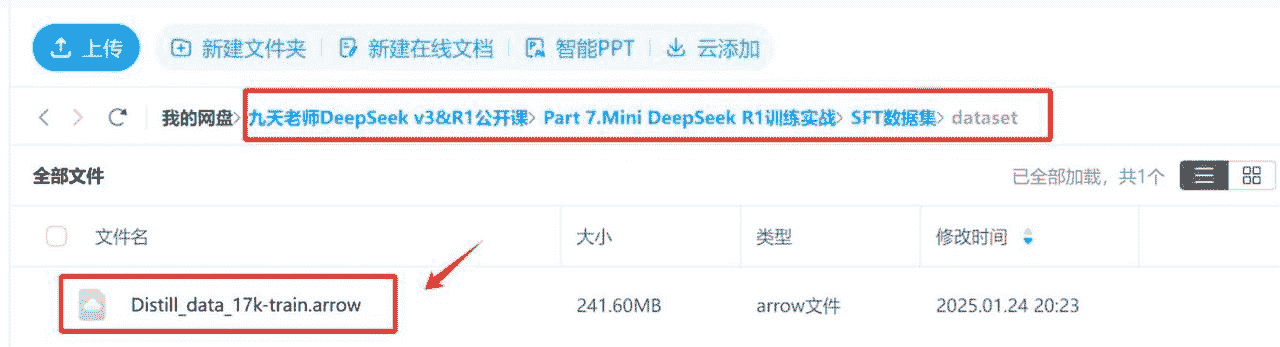 上传 新建文件夹 新建在线文档 智能PPT 云添加
我的网盘> 九天老师DeepSeek v3&R1公开课> Part 7.Mini DeepSeek R1训练实战> SFT数据集> dataset
全部文件 已全部加载，共1个
文件名 大小 类型 修改时间
Distill_data_17k-train.arrow 241.60MB arrow文件 2025.01.24 20:23